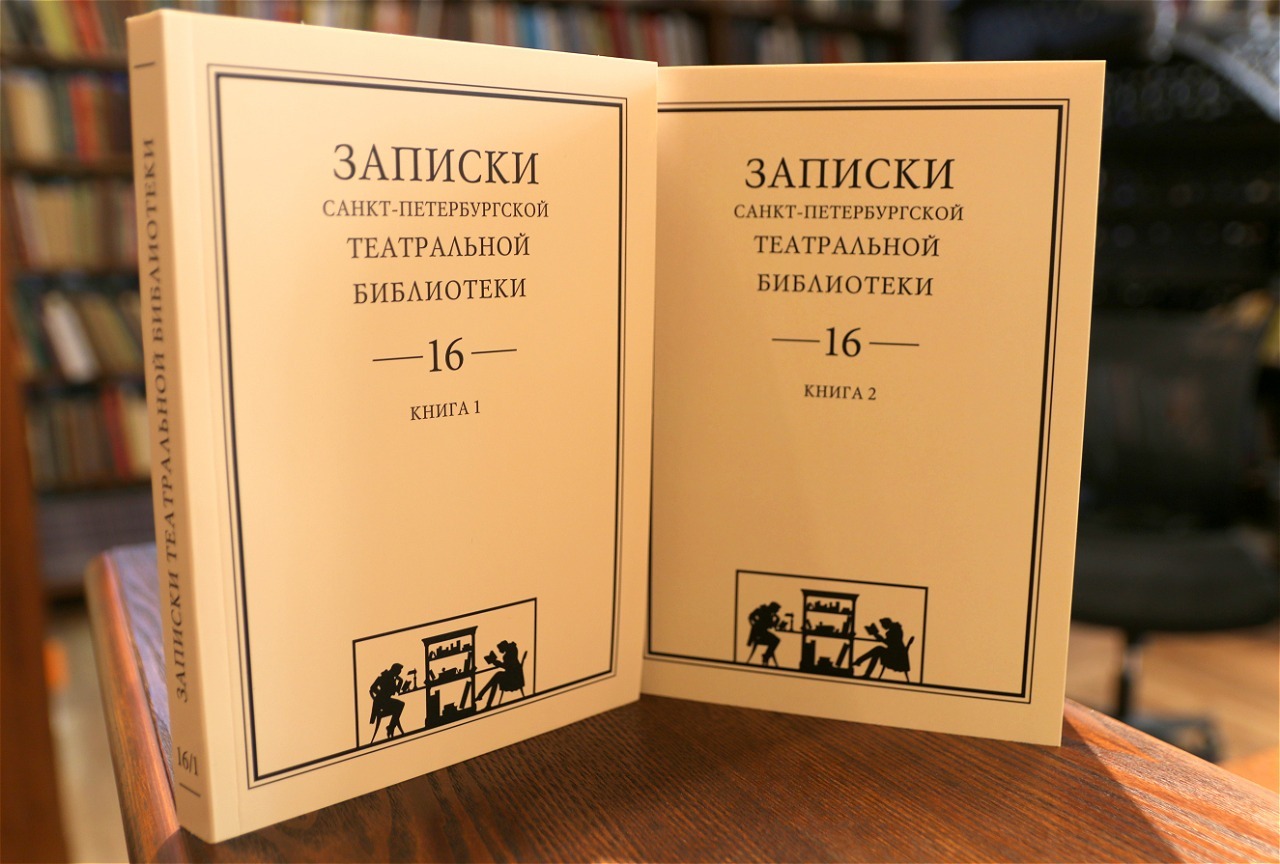 ЗАПИСКИ ТЕАТРАЛЬНОЙ БИБЛИОТЕКИ
16/1
ЗАПИСКИ
САНКТ-ПЕТЕРБУРГСКОЙ
ТЕАТРАЛЬНОЙ
БИБЛИОТЕКИ
—16—
КНИГА 1
ЗАПИСКИ
САНКТ-ПЕТЕРБУРГСКОЙ
ТЕАТРАЛЬНОЙ
БИБЛИОТЕКИ
—16—
КНИГА 2